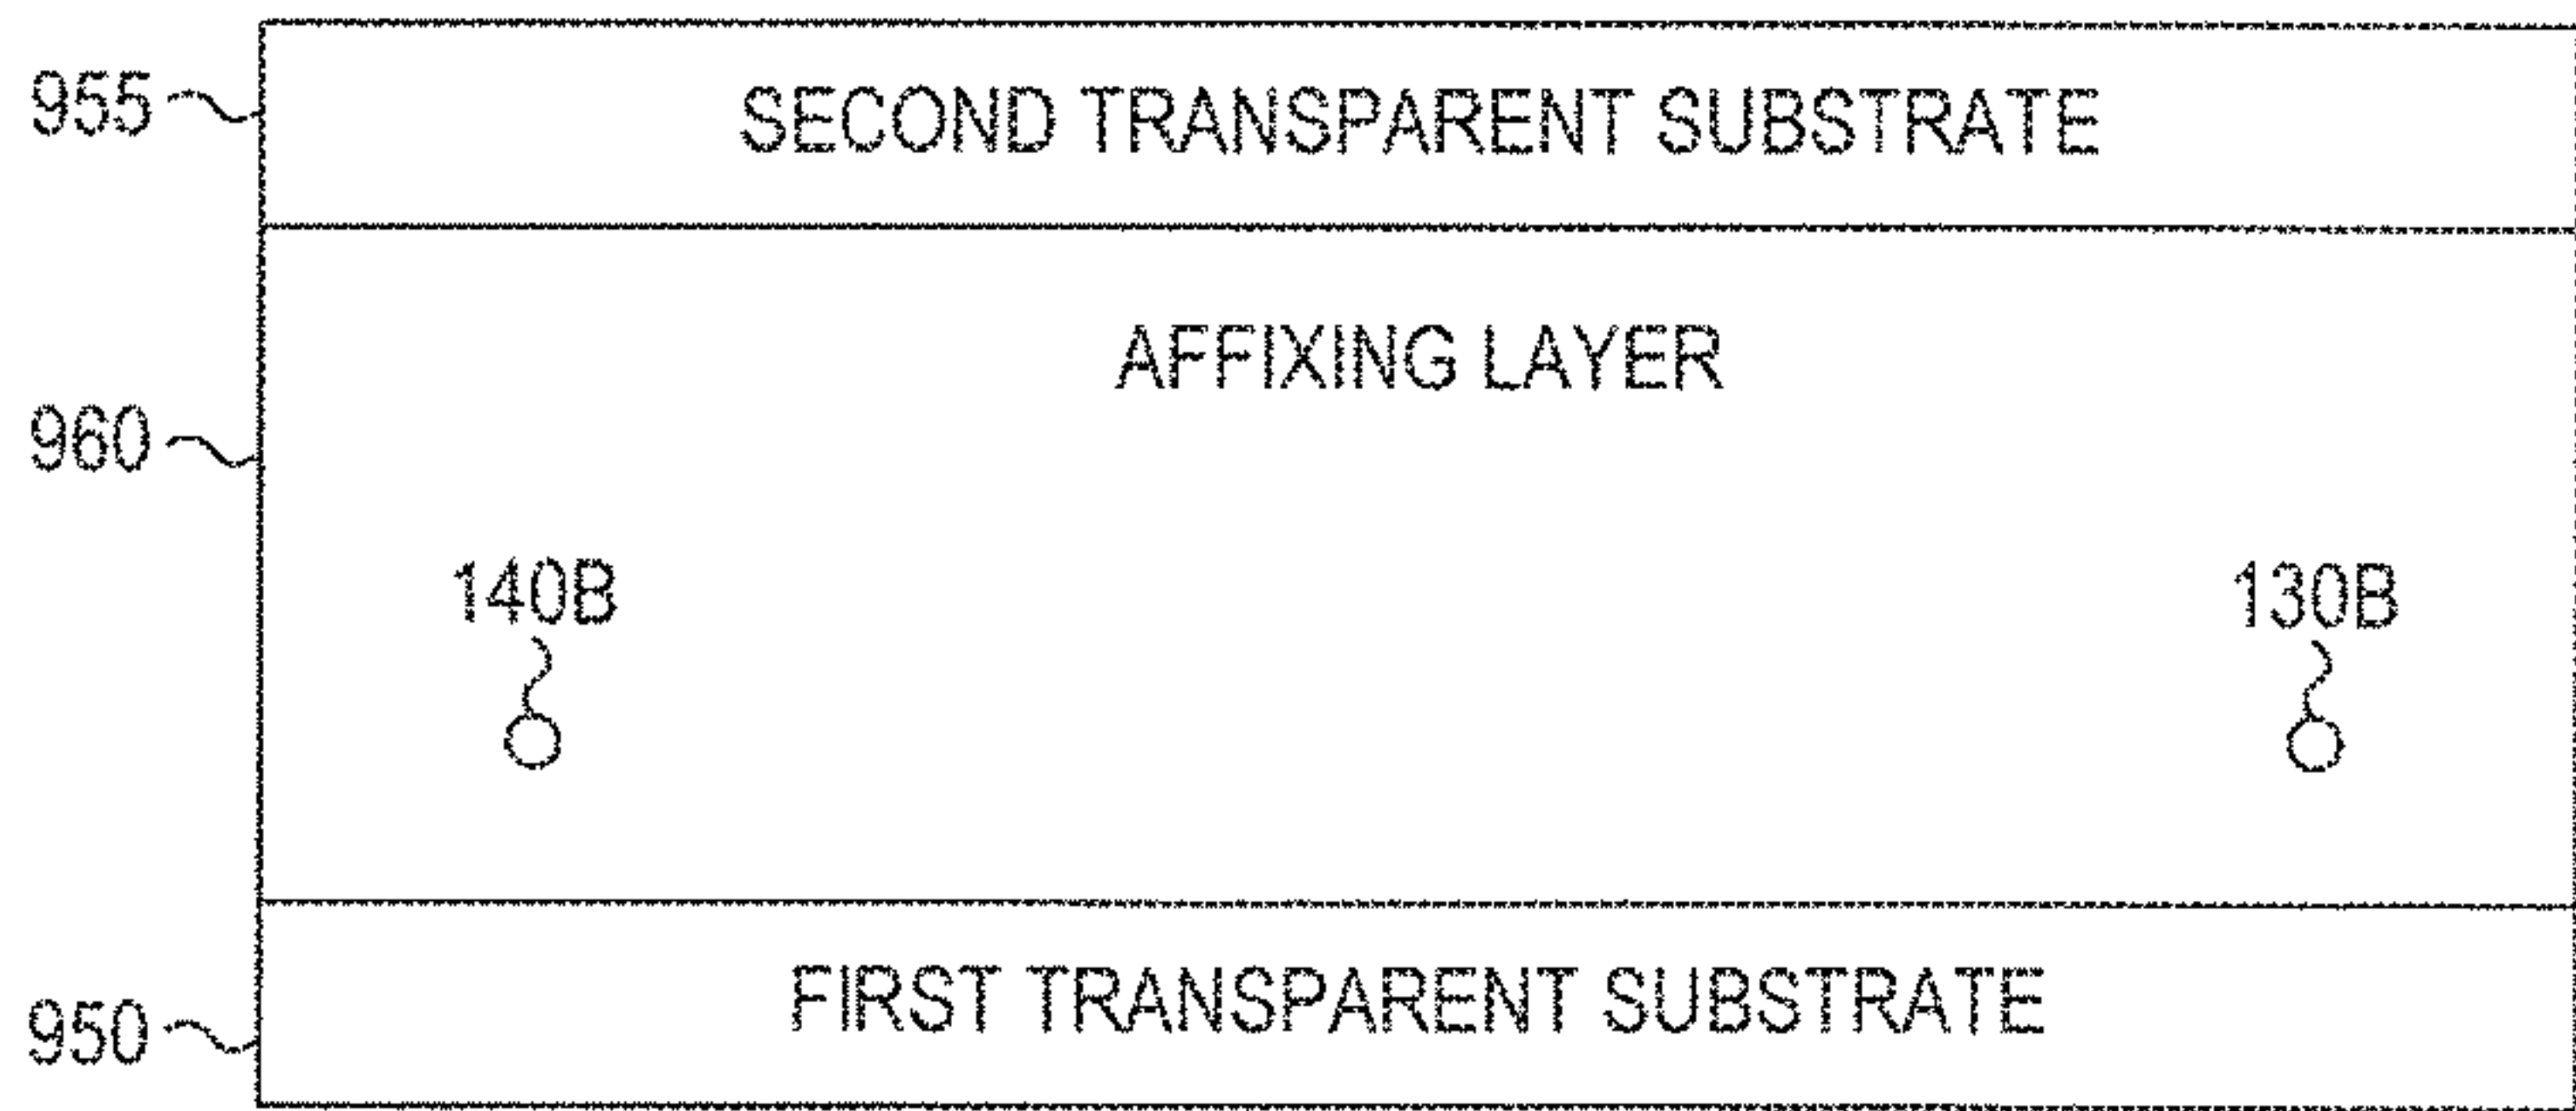 955 SECOND TRANSPARENT SUBSTRATE
AFFIXING LAYER
960
140B 130B
950 FIRST TRANSPARENT SUBSTRATE